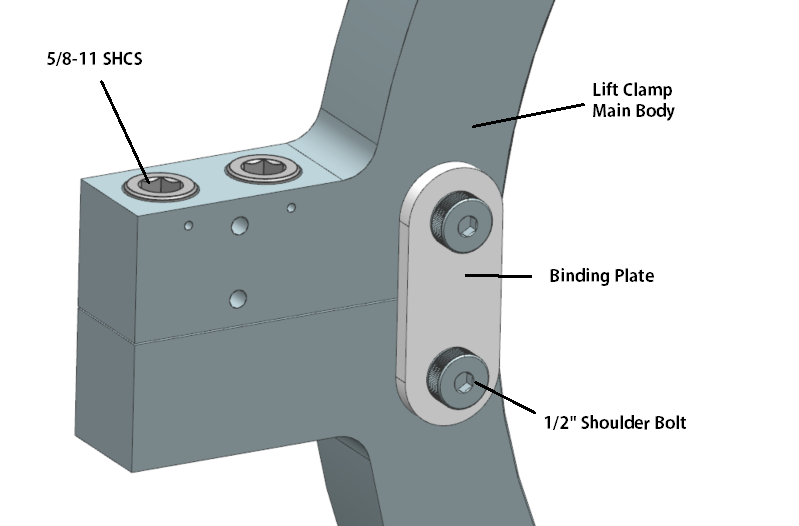 5/8-11 SHCS
Lift Clamp
Main Body
Binding Plate
1/2" Shoulder Bolt